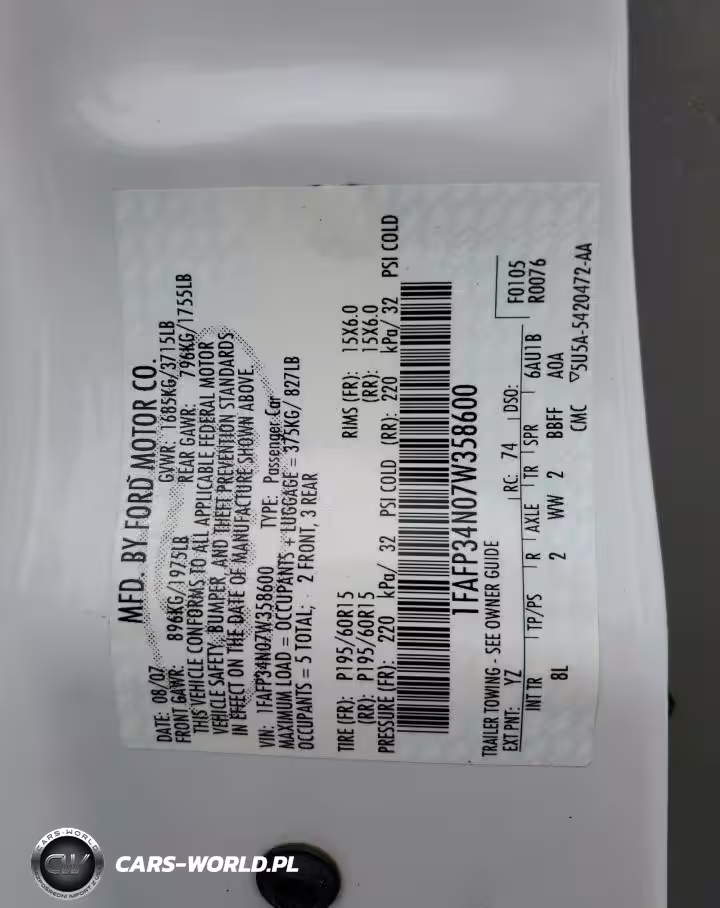 MFD. BY FORD MOTOR CO.
DATE: 08/07 GVWR: 1685KG/3715LB
FRONT GAWR: 896KG/1975LB REAR GAWR: 796KG/1755LB
THIS VEHICLE CONFORMS TO ALL APPLICABLE FEDERAL MOTOR
VEHICLE SAFETY, BUMPER, AND THEFT PREVENTION STANDARDS
IN EFFECT ON THE DATE OF MANUFACTURE SHOWN ABOVE.
VIN: 1FAFP34N07W358600 TYPE: Passenger Car
MAXIMUM LOAD = OCCUPANTS + LUGGAGE = 375KG/ 827LB
OCCUPANTS = 5 TOTAL; 2 FRONT, 3 REAR
TIRE (FR): P195/60R15 RIMS (FR): 15X6.0
(RR): P195/60R15 (RR): 15X6.0
PRESSURE (FR): 220 kPa/ 32 PSI COLD (RR): 220 kPa/ 32 PSI COLD
1FAFP34N07W358600
TRAILER TOWING - SEE OWNER GUIDE
EXT PNT: YZ RC: 74 DSO: F0105
R0076
INT TR TP/PS R AXLE TR SPR 6AU1B
8L 2 WW 2 BBFF A0A
CMC ▽5U5A-5420472-AA
CARS-WORLD
CW
CARS-WORLD.PL